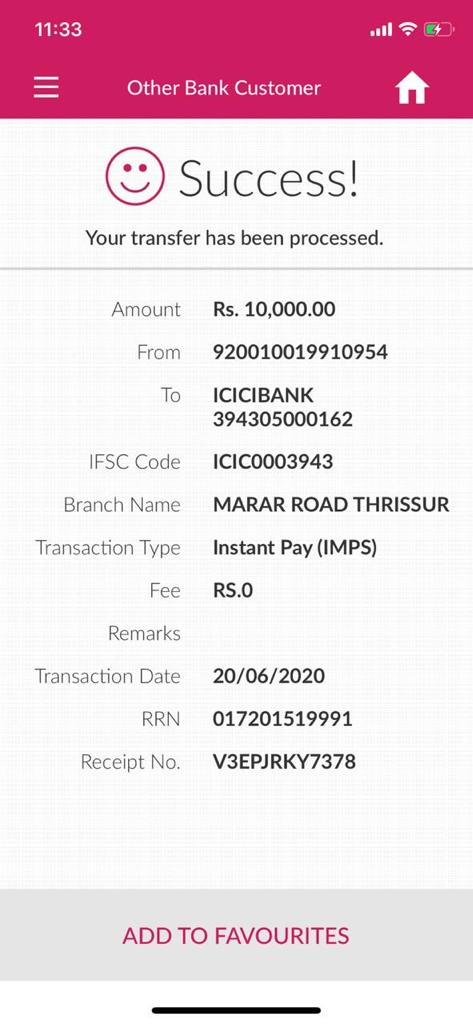 11:33
Other Bank Customer
Success!
Your transfer has been processed.
Amount Rs. 10,000.00
From 920010019910954
To ICICIBANK
394305000162
IFSC Code ICIC0003943
Branch Name MARAR ROAD THRISSUR
Transaction Type Instant Pay (IMPS)
Fee RS.0
Remarks
Transaction Date 20/06/2020
RRN 017201519991
Receipt No. V3EPJRKY7378
ADD TO FAVOURITES